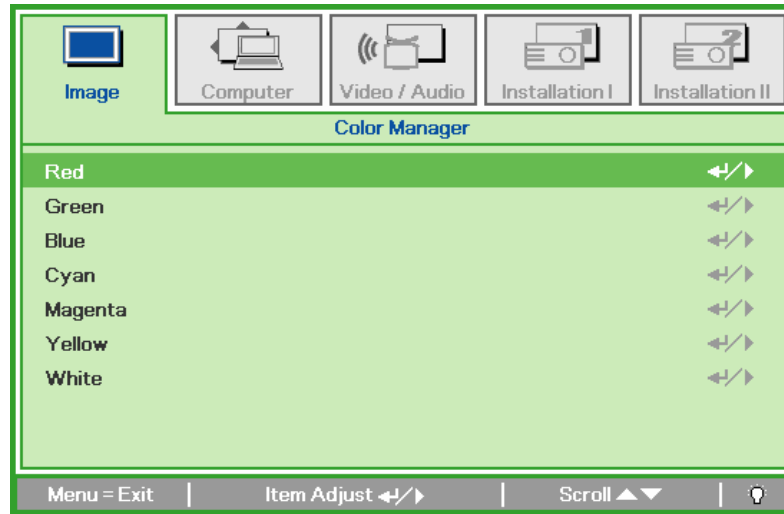 Image
Computer
Video / Audio
Installation I
Installation II
Color Manager
Red
Green
Blue
Cyan
Magenta
Yellow
White
Menu = Exit
Item Adjust
Scroll